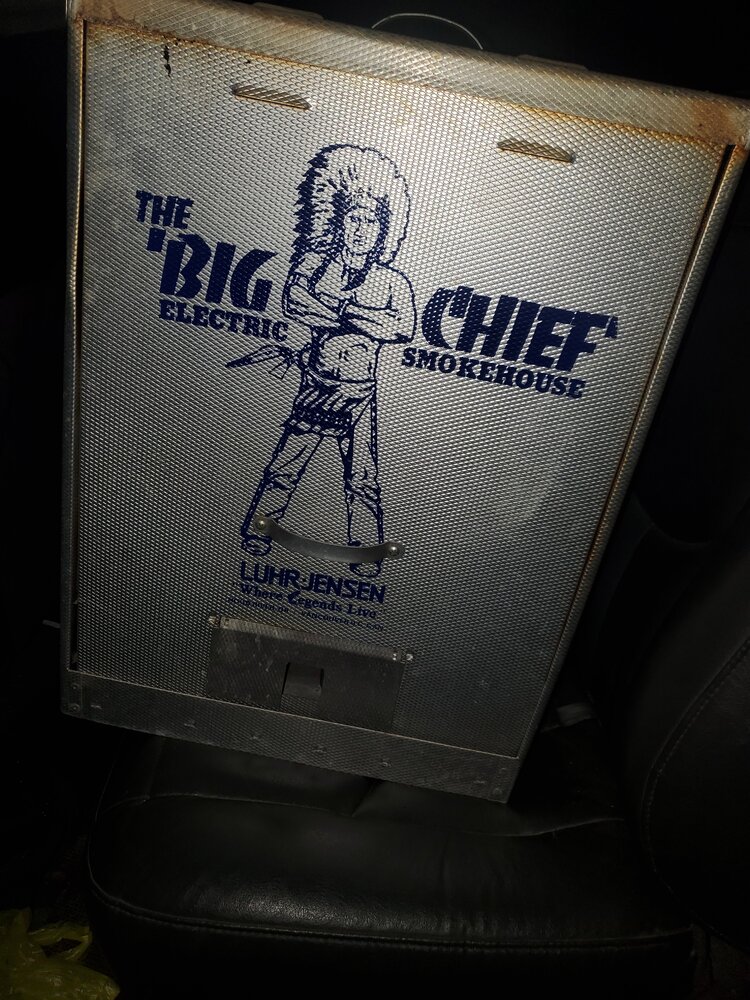 THE
'BIG CHIEF'
ELECTRIC SMOKEHOUSE
LUHR JENSEN
Where Legends Live